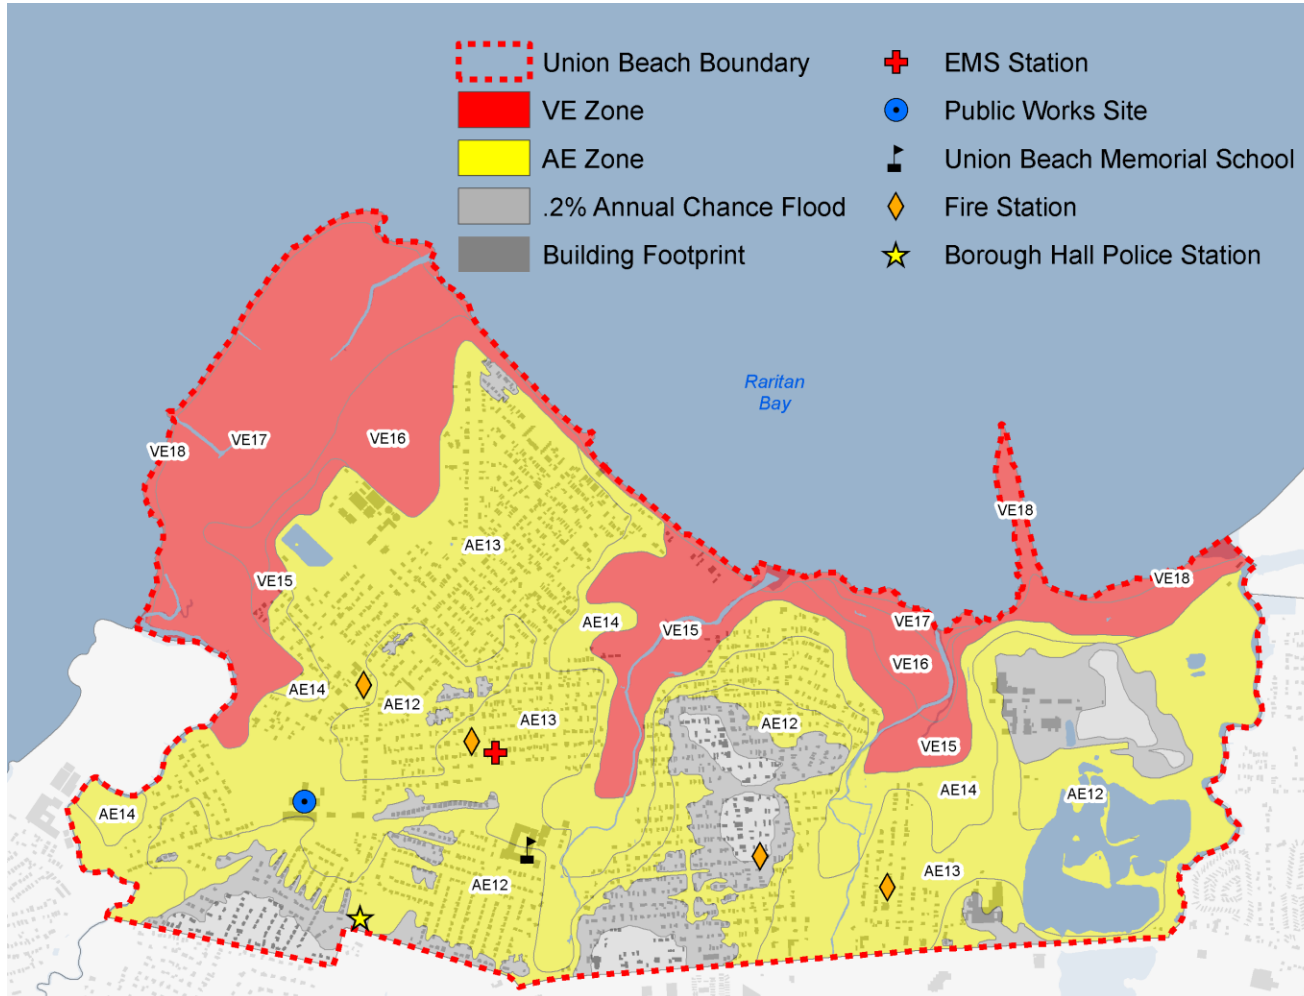 Union Beach Boundary
VE Zone
AE Zone
.2% Annual Chance Flood
Building Footprint
EMS Station
Public Works Site
Union Beach Memorial School
Fire Station
Borough Hall Police Station
Raritan
Bay
VE18
VE17
VE16
VE18
AE13
VE15
VE18
AE14
VE15
VE17
VE16
AE14
AE12
AE13
AE12
VE15
AE14
AE12
AE14
AE13
AE12